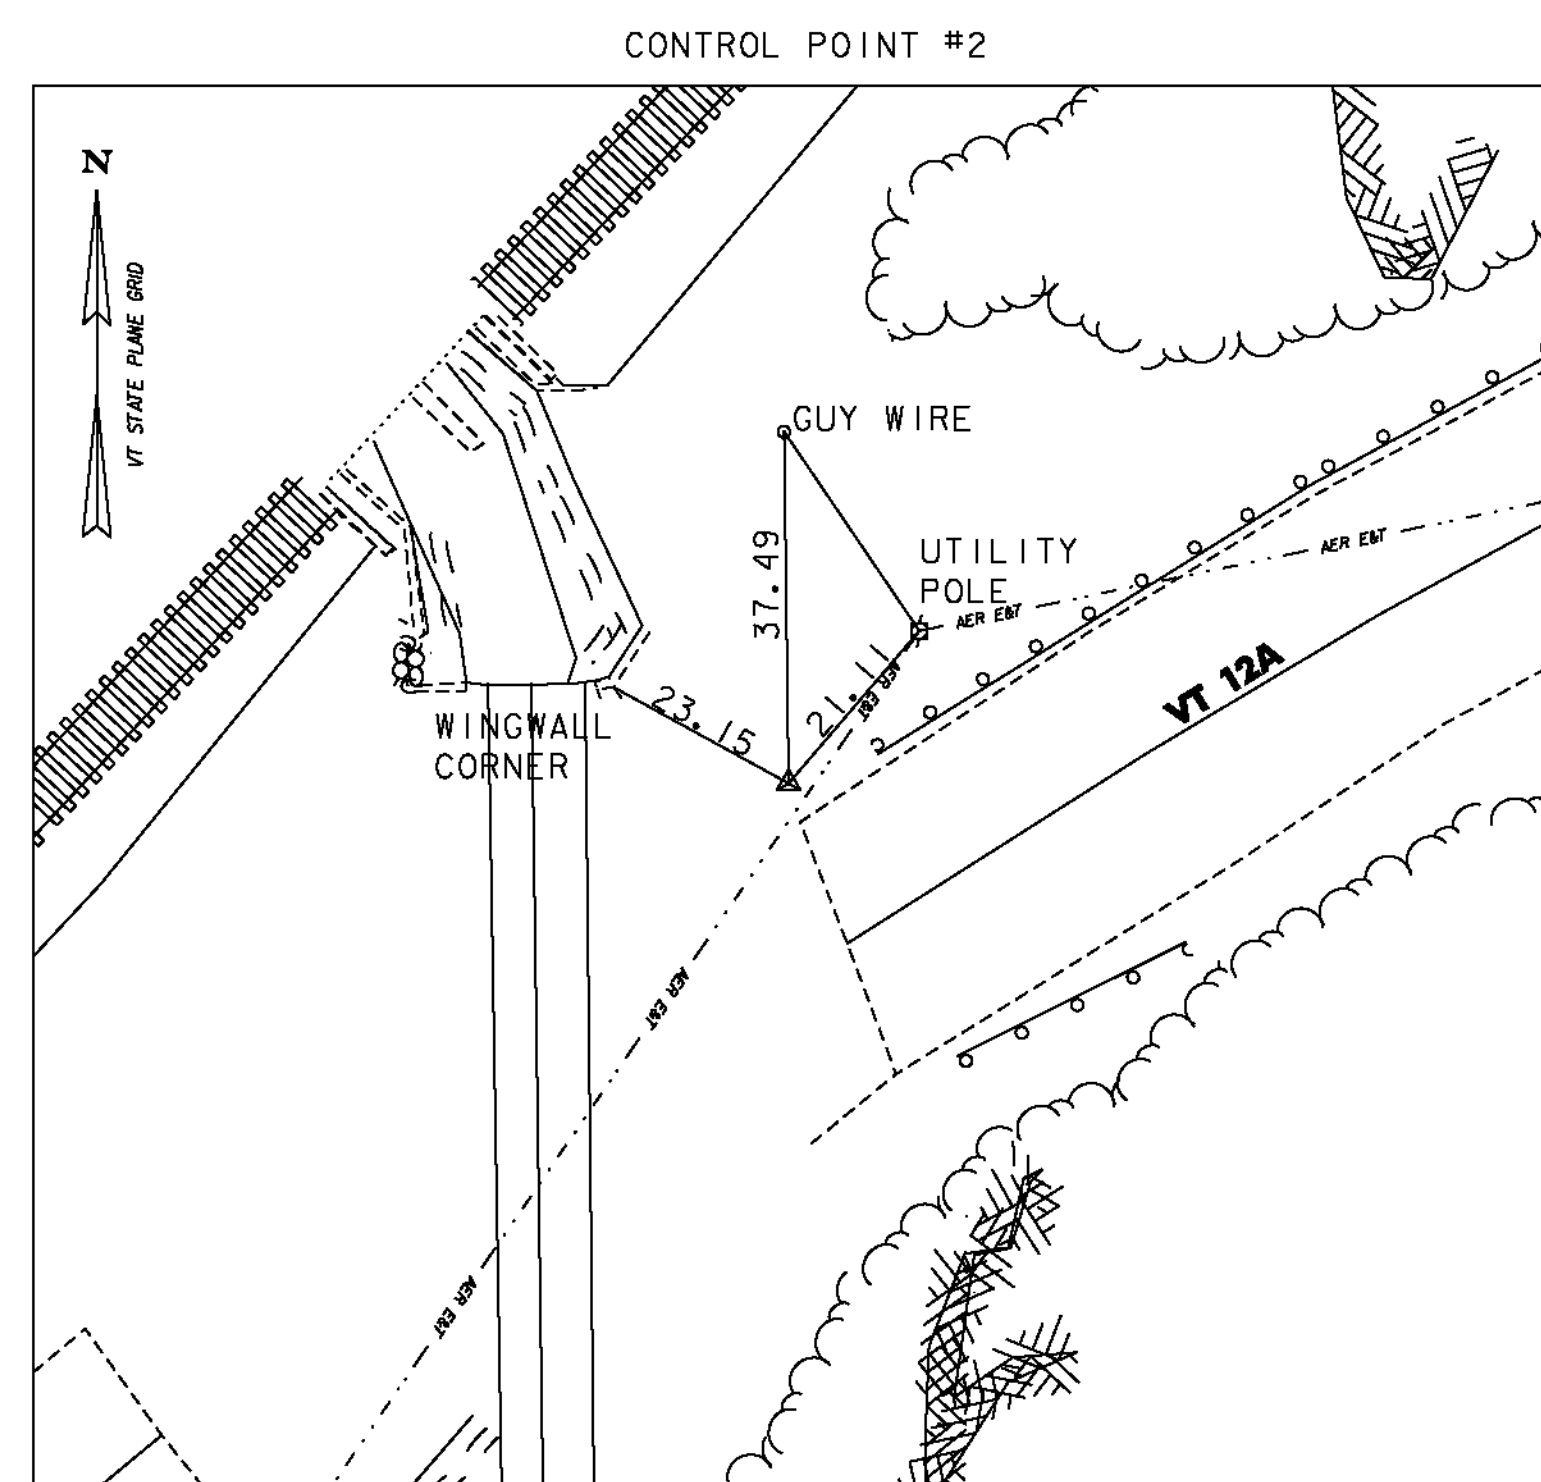 CONTROL POINT #2
N
VT STATE PLANE GRID
GUY WIRE
37.49
UTILITY
POLE
AER E&T
AER E&T
21.11
AER E&T
VT 12A
23.15
WINGWALL
CORNER
AER E&T
AER E&T